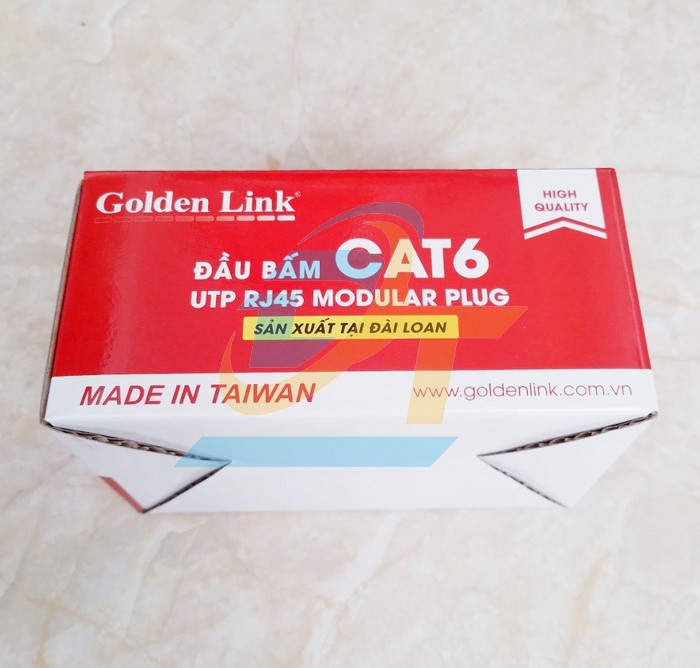 Golden Link®
HIGH
QUALITY
ĐẦU BẤM CAT6
UTP RJ45 MODULAR PLUG
SẢN XUẤT TẠI ĐÀI LOAN
MADE IN TAIWAN
www.goldenlink.com.vn